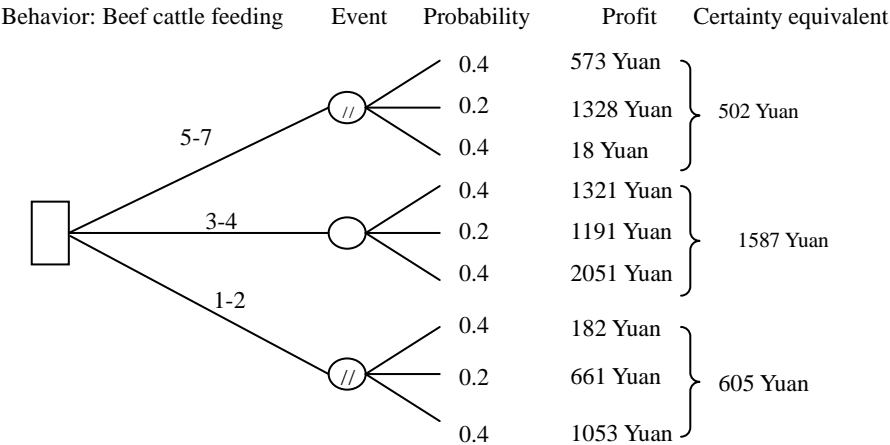 Behavior: Beef cattle feeding Event Probability Profit Certainty equivalent
0.4 573 Yuan
5-7 // 0.2 1328 Yuan 502 Yuan
0.4 18 Yuan
0.4 1321 Yuan
3-4 0.2 1191 Yuan 1587 Yuan
0.4 2051 Yuan
1-2
0.4 182 Yuan
// 0.2 661 Yuan 605 Yuan
0.4 1053 Yuan